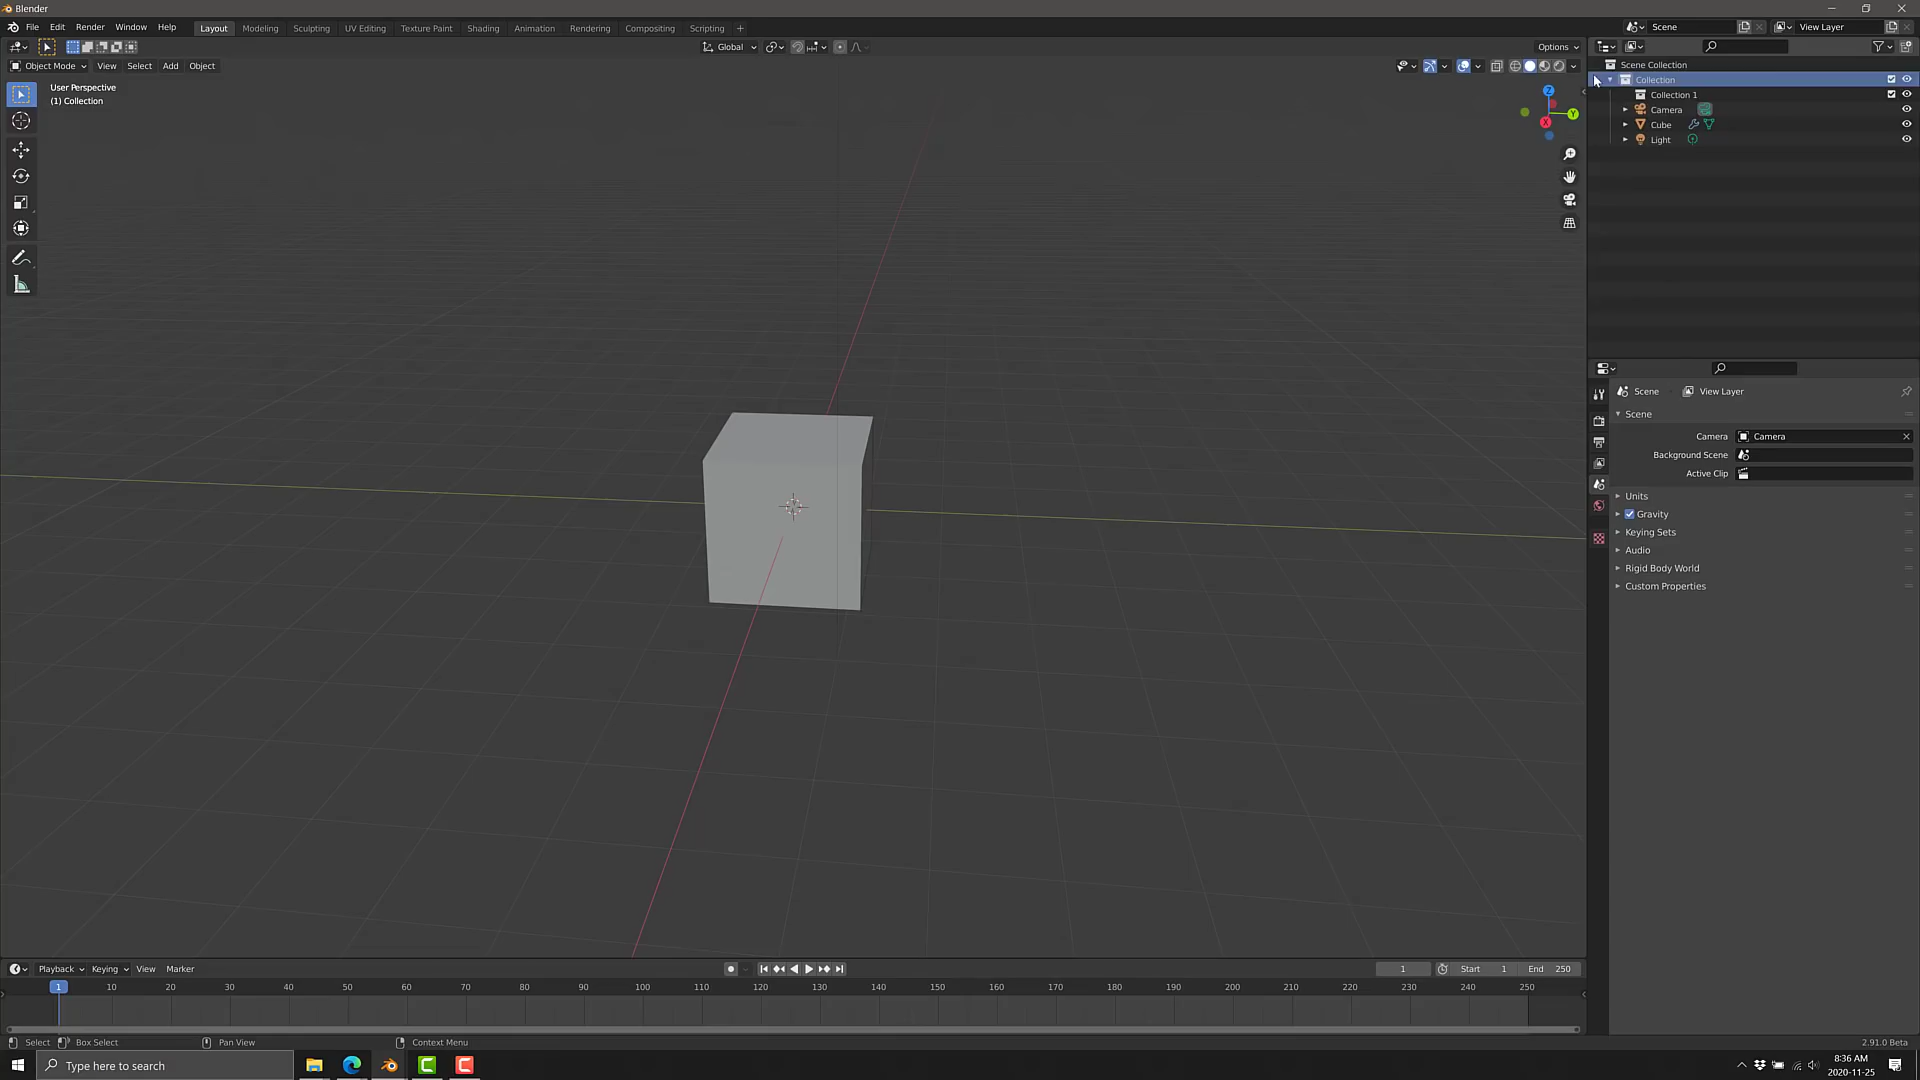 Blender
File Edit Render Window Help Layout Modeling Sculpting UV Editing Texture Paint Shading Animation Rendering Compositing Scripting + Scene View Layer
Global Options
Object Mode View Select Add Object
User Perspective
(1) Collection
Z
Y
X
Scene Collection
Collection
Collection 1
Camera
Cube
Light
Scene View Layer
Scene
Camera Camera
Background Scene
Active Clip
Units
Gravity
Keying Sets
Audio
Rigid Body World
Custom Properties
Playback Keying View Marker 1 Start 1 End 250
1 10 20 30 40 50 60 70 80 90 100 110 120 130 140 150 160 170 180 190 200 210 220 230 240 250
Select Box Select Pan View Context Menu 2.91.0 Beta
Type here to search
8:36 AM
2020-11-25